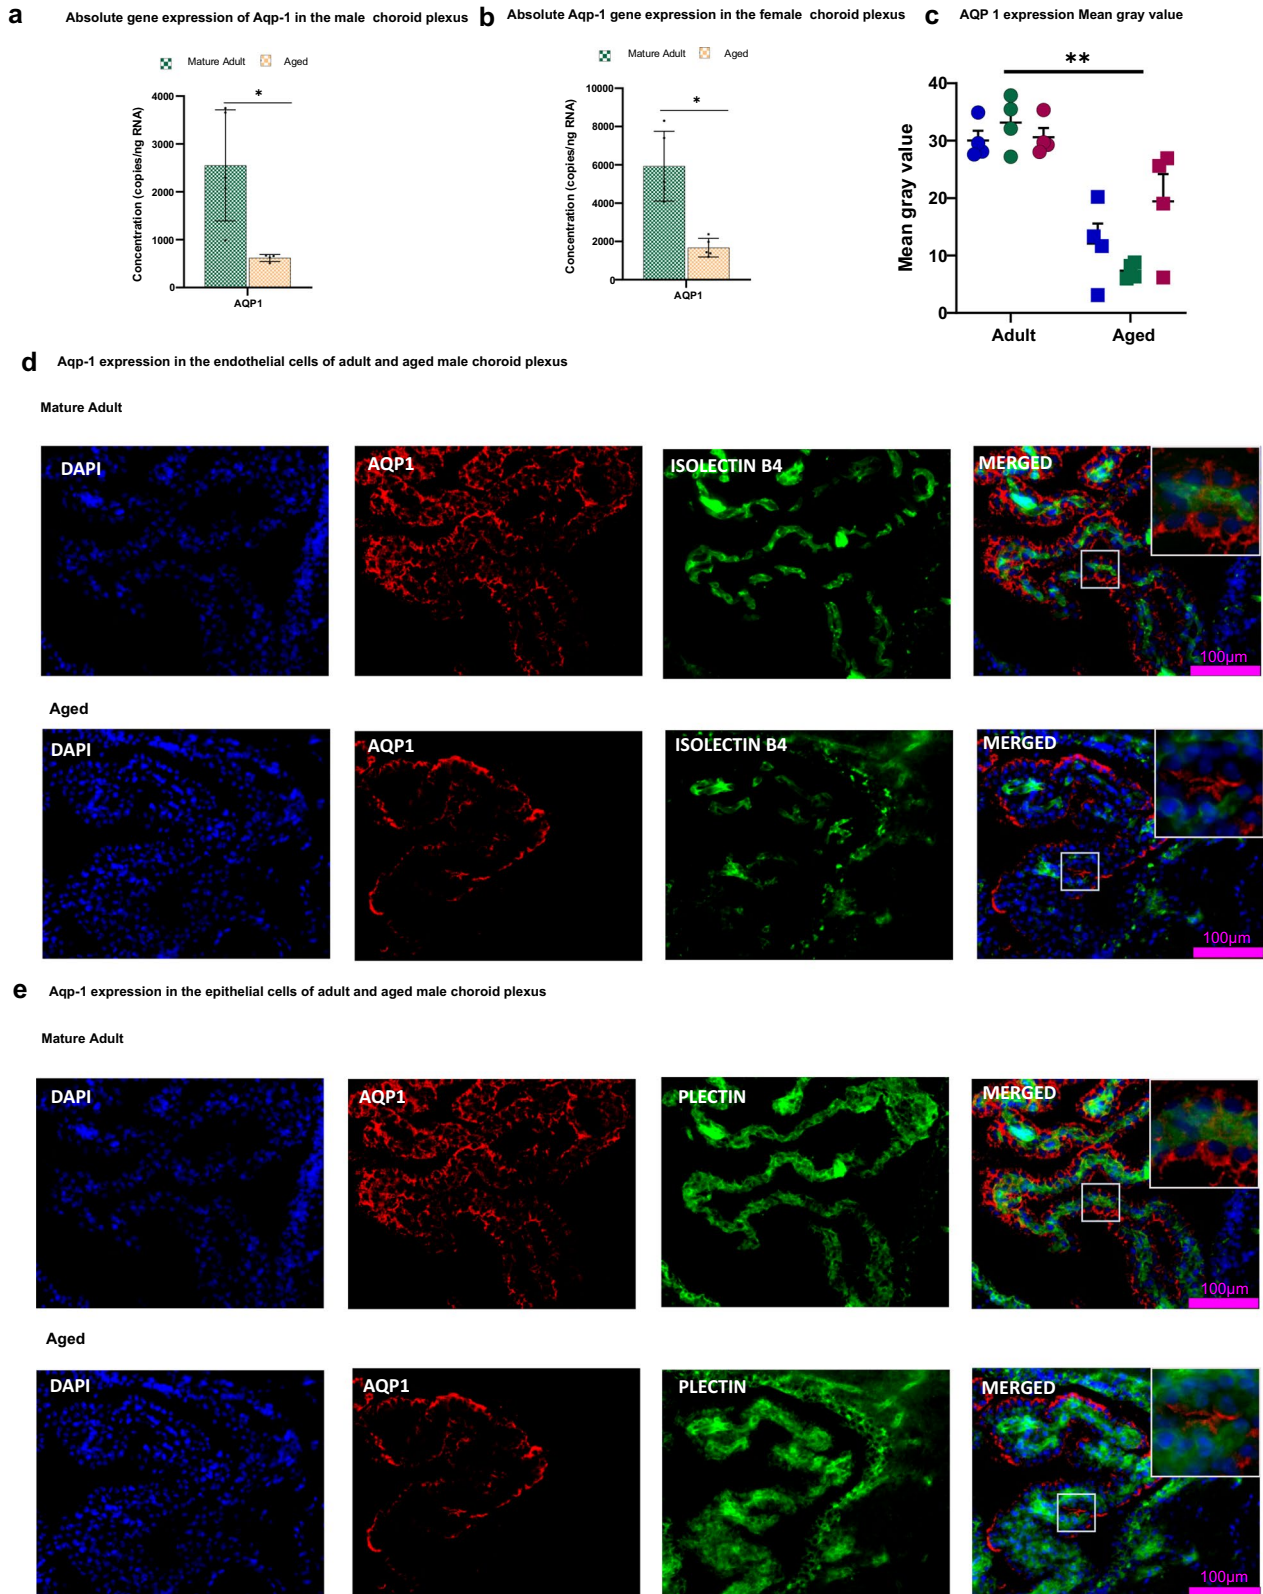 a
Absolute gene expression of Aqp-1 in the male choroid plexus
Mature Adult
Aged
Concentration (copies/ng RNA)
4000
3000
2000
1000
0
*
AQP1
b
Absolute Aqp-1 gene expression in the female choroid plexus
Mature Adult
Aged
Concentration (copies/ng RNA)
10000
8000
6000
4000
2000
0
*
AQP1
c
AQP 1 expression Mean gray value
**
Mean gray value
40
30
20
10
0
Adult
Aged
d
Aqp-1 expression in the endothelial cells of adult and aged male choroid plexus
Mature Adult
DAPI
AQP1
ISOLECTIN B4
MERGED
100µm
Aged
DAPI
AQP1
ISOLECTIN B4
MERGED
100µm
e
Aqp-1 expression in the epithelial cells of adult and aged male choroid plexus
Mature Adult
DAPI
AQP1
PLECTIN
MERGED
100µm
Aged
DAPI
AQP1
PLECTIN
MERGED
100µm